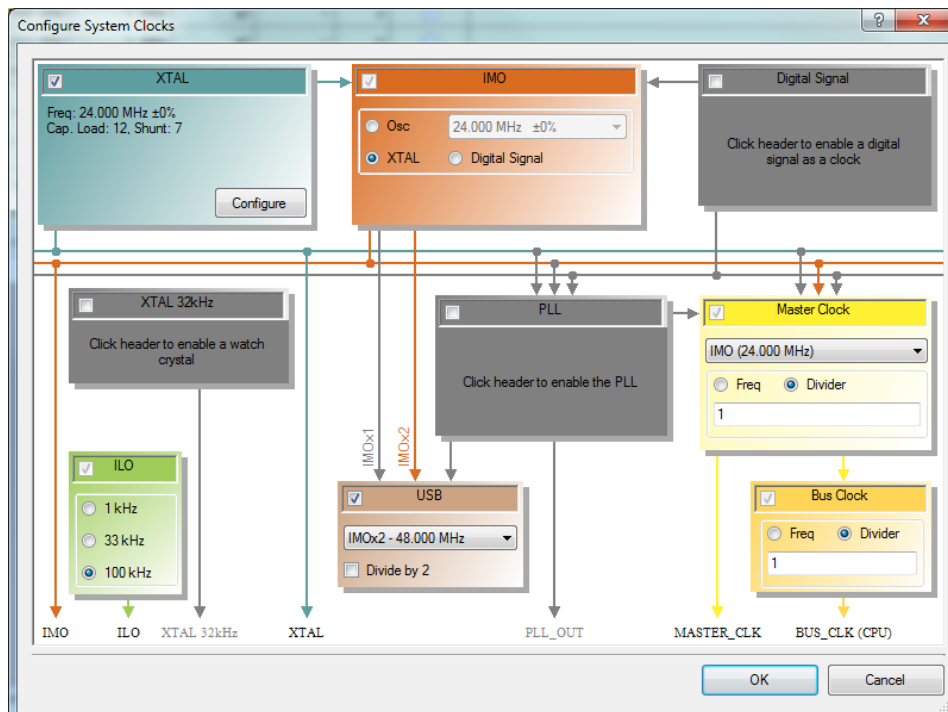 Configure System Clocks
XTAL
Freq: 24.000 MHz ±0%
Cap. Load: 12, Shunt: 7
Configure
IMO
Osc
24.000 MHz ±0%
XTAL
Digital Signal
Digital Signal
Click header to enable a digital
signal as a clock
XTAL 32kHz
Click header to enable a watch
crystal
PLL
Click header to enable the PLL
Master Clock
IMO (24.000 MHz)
Freq
Divider
1
IMOx1
IMOx2
ILO
1 kHz
33 kHz
100 kHz
USB
IMOx2 - 48.000 MHz
Divide by 2
Bus Clock
Freq
Divider
1
IMO
ILO
XTAL 32kHz
XTAL
PLL_OUT
MASTER_CLK
BUS_CLK (CPU)
OK
Cancel